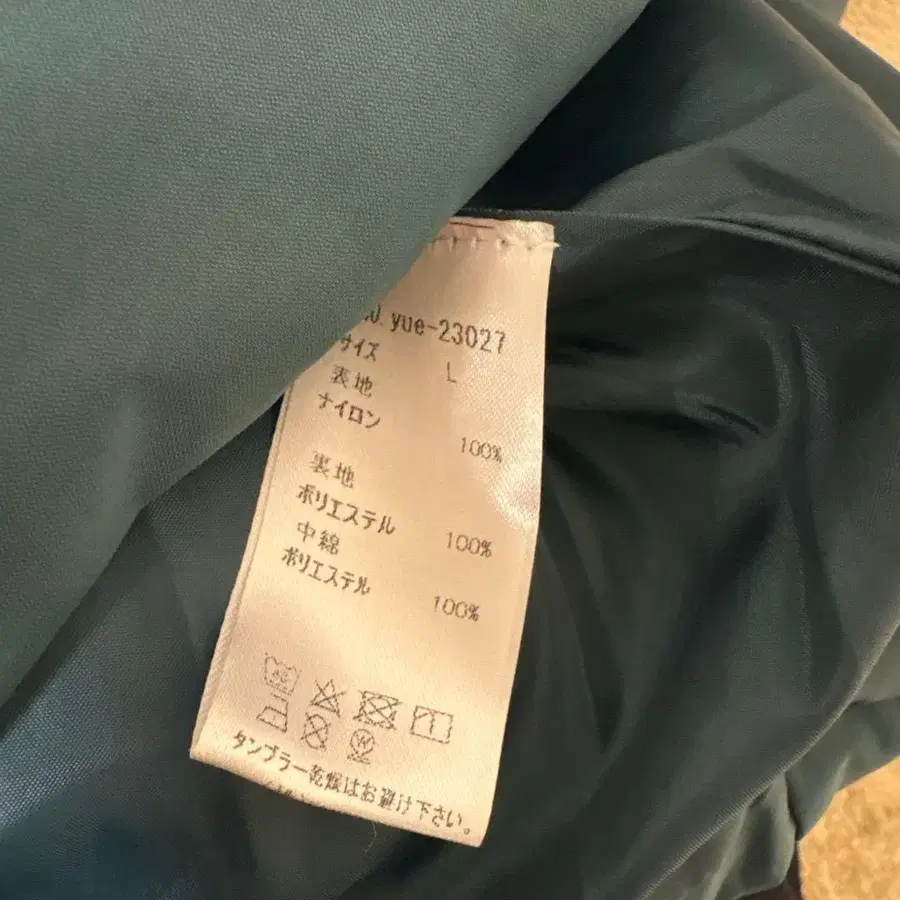 yue-23027
サイズ L
表地
ナイロン 100%
裏地
ポリエステル 100%
中綿
ポリエステル 100%
タンブラー乾燥はお避け下さい。